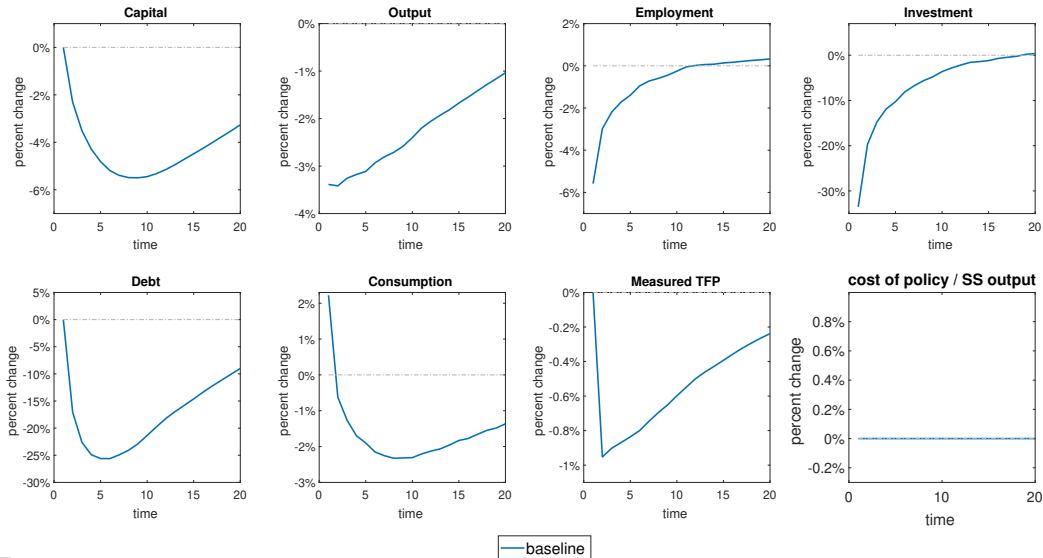 Capital
0%
-2%
-4%
-6%
percent change
0 5 10 15 20
time
Output
0%
-1%
-2%
-3%
-4%
percent change
0 5 10 15 20
time
Employment
2%
0%
-2%
-4%
-6%
percent change
0 5 10 15 20
time
Investment
0%
-10%
-20%
-30%
percent change
0 5 10 15 20
time
Debt
5%
0%
-5%
-10%
-15%
-20%
-25%
-30%
percent change
0 5 10 15 20
time
Consumption
2%
1%
0%
-1%
-2%
-3%
percent change
0 5 10 15 20
time
Measured TFP
0%
-0.2%
-0.4%
-0.6%
-0.8%
-1%
percent change
0 5 10 15 20
time
cost of policy / SS output
0.8%
0.6%
0.4%
0.2%
0%
-0.2%
percent change
0 10 20
time
baseline